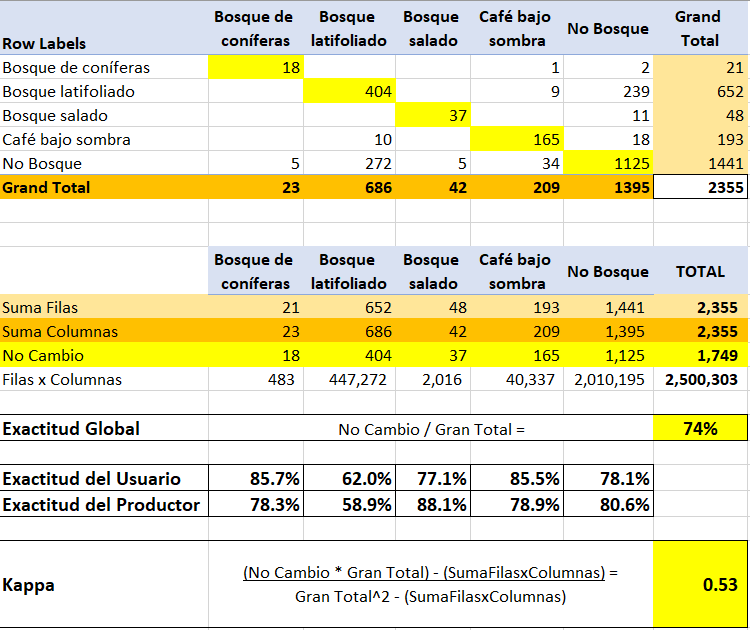 Row Labels Bosque de coníferas Bosque latifoliado Bosque salado Café bajo sombra No Bosque Grand Total
Bosque de coníferas 18 1 2 21
Bosque latifoliado 404 9 239 652
Bosque salado 37 11 48
Café bajo sombra 10 165 18 193
No Bosque 5 272 5 34 1125 1441
Grand Total 23 686 42 209 1395 2355
Bosque de coníferas Bosque latifoliado Bosque salado Café bajo sombra No Bosque TOTAL
Suma Filas 21 652 48 193 1,441 2,355
Suma Columnas 23 686 42 209 1,395 2,355
No Cambio 18 404 37 165 1,125 1,749
Filas x Columnas 483 447,272 2,016 40,337 2,010,195 2,500,303
Exactitud Global No Cambio / Gran Total = 74%
Exactitud del Usuario 85.7% 62.0% 77.1% 85.5% 78.1%
Exactitud del Productor 78.3% 58.9% 88.1% 78.9% 80.6%
Kappa (No Cambio * Gran Total) - (SumaFilasxColumnas) = 0.53
Gran Total^2 - (SumaFilasxColumnas)